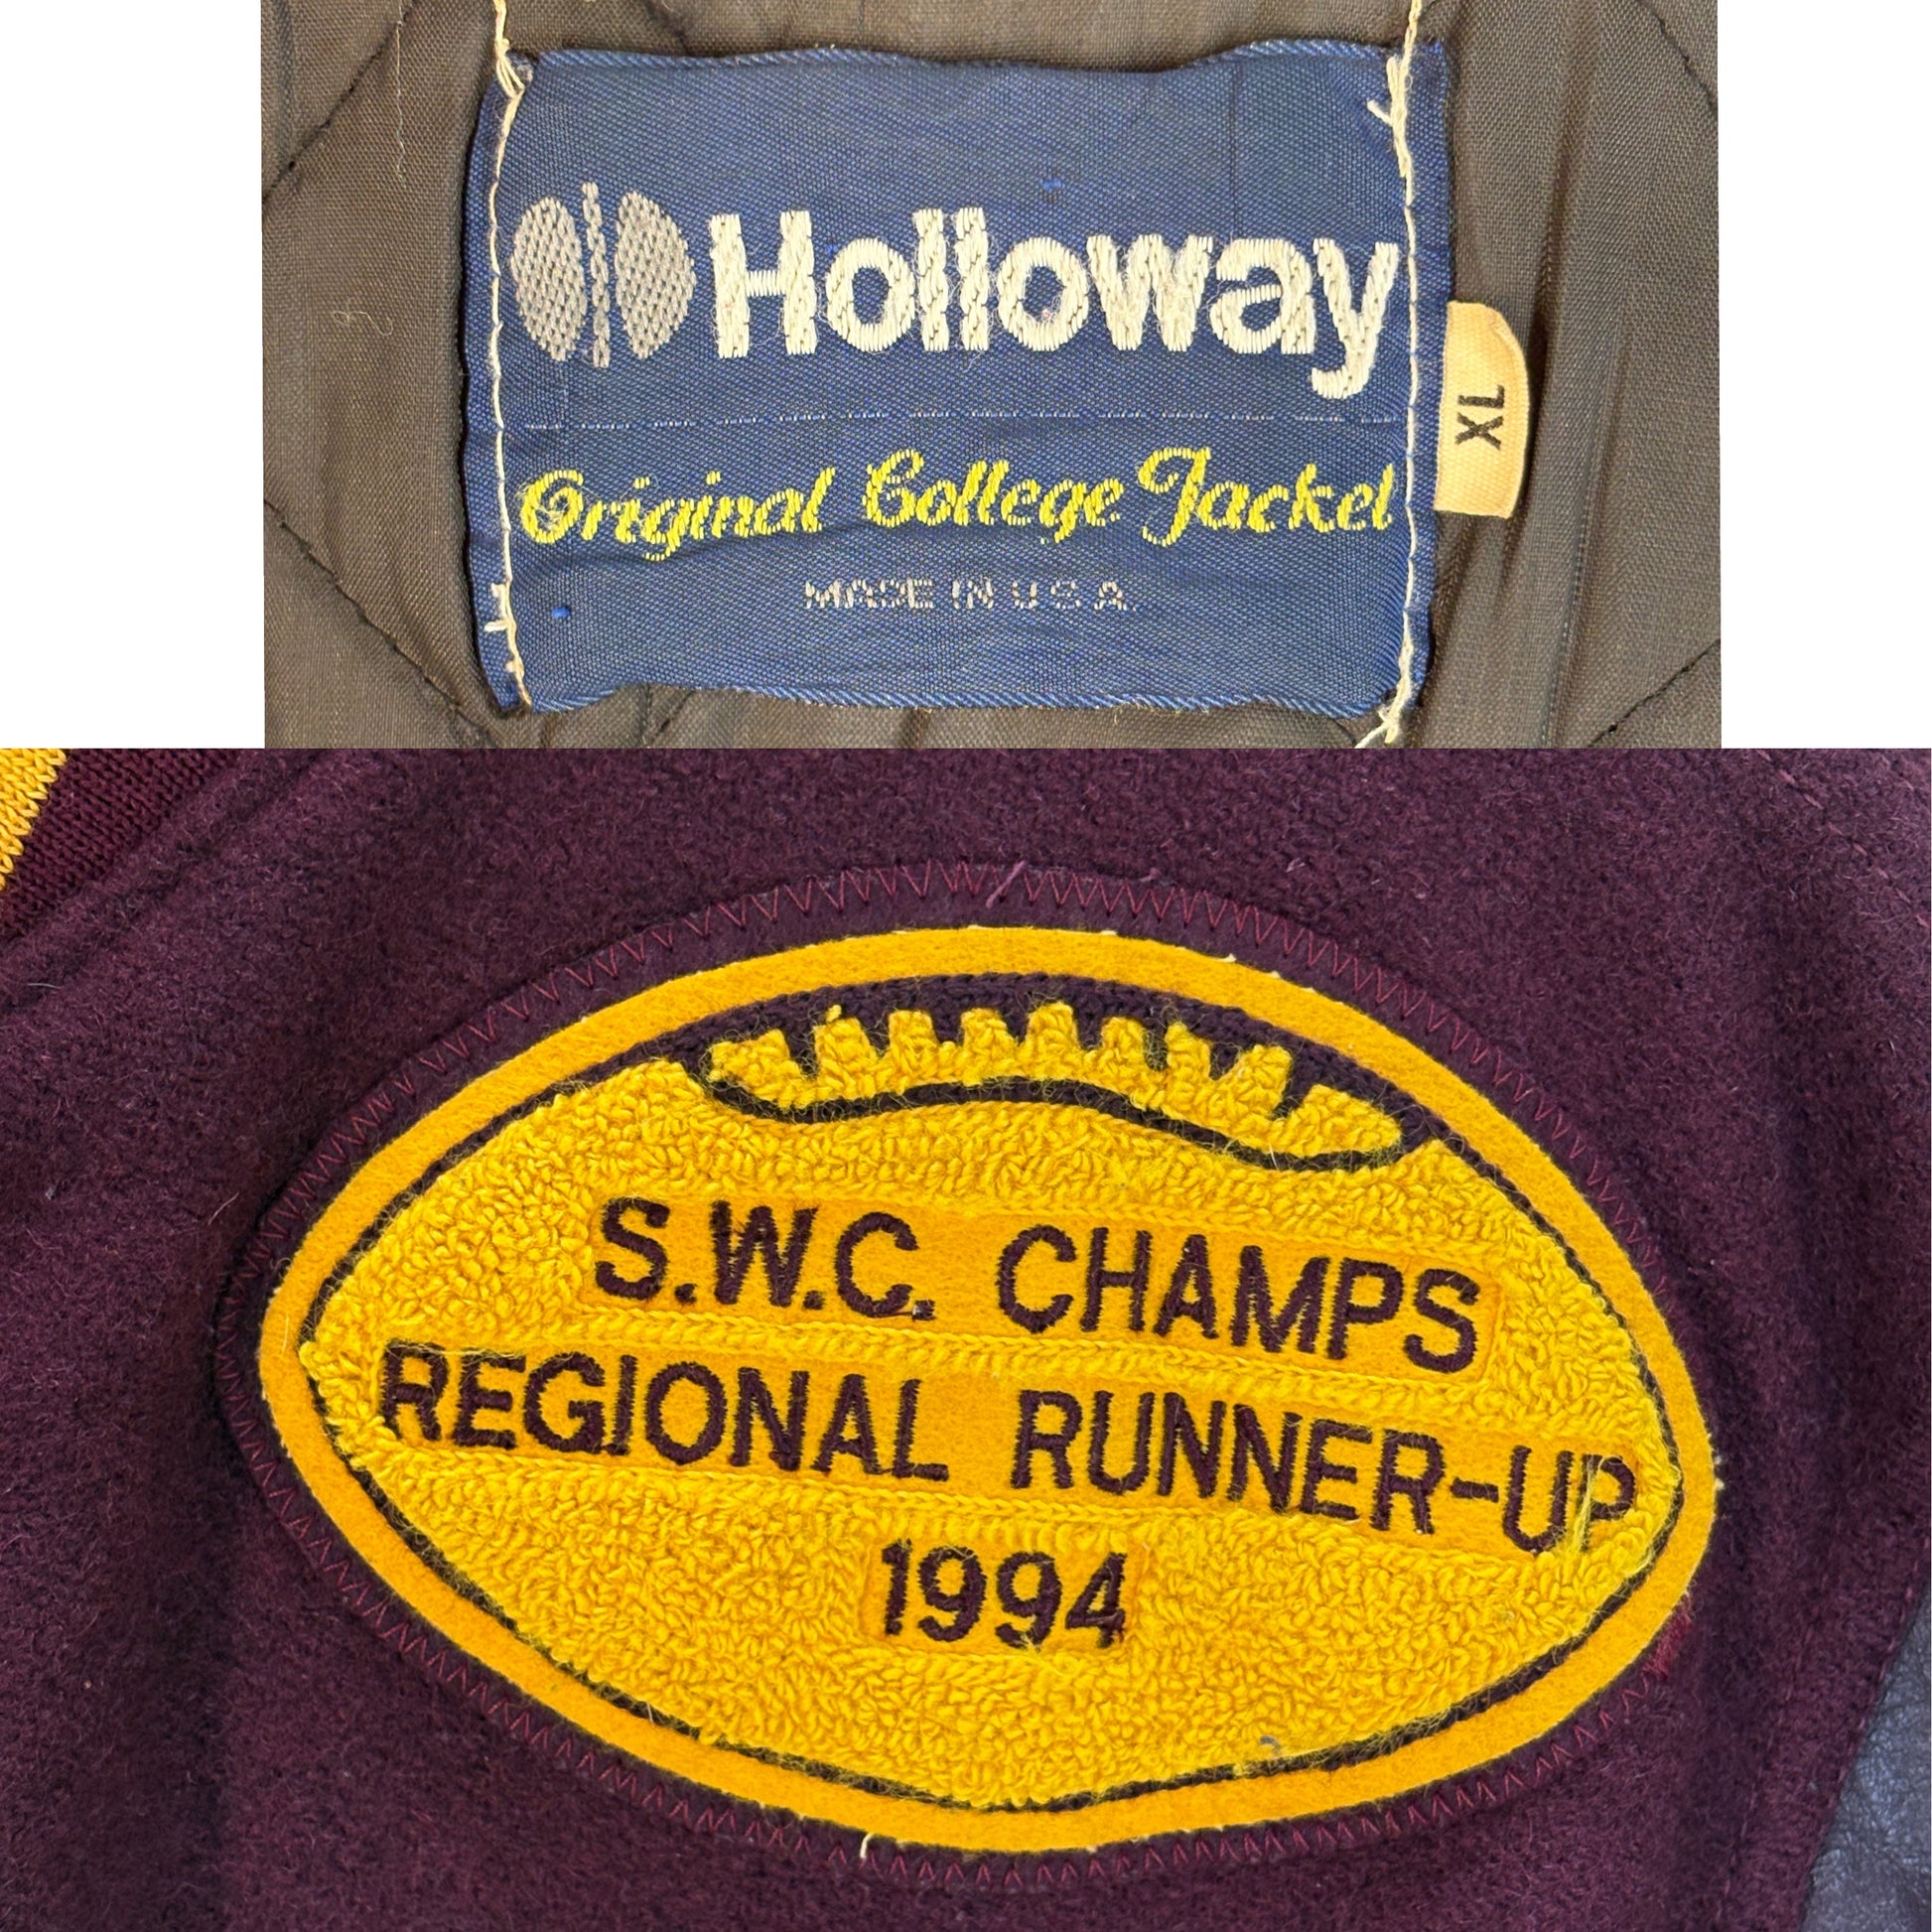 Holloway
Original College Jacket
MADE IN U S A
XL
S.W.C. CHAMPS
REGIONAL RUNNER-UP
1994